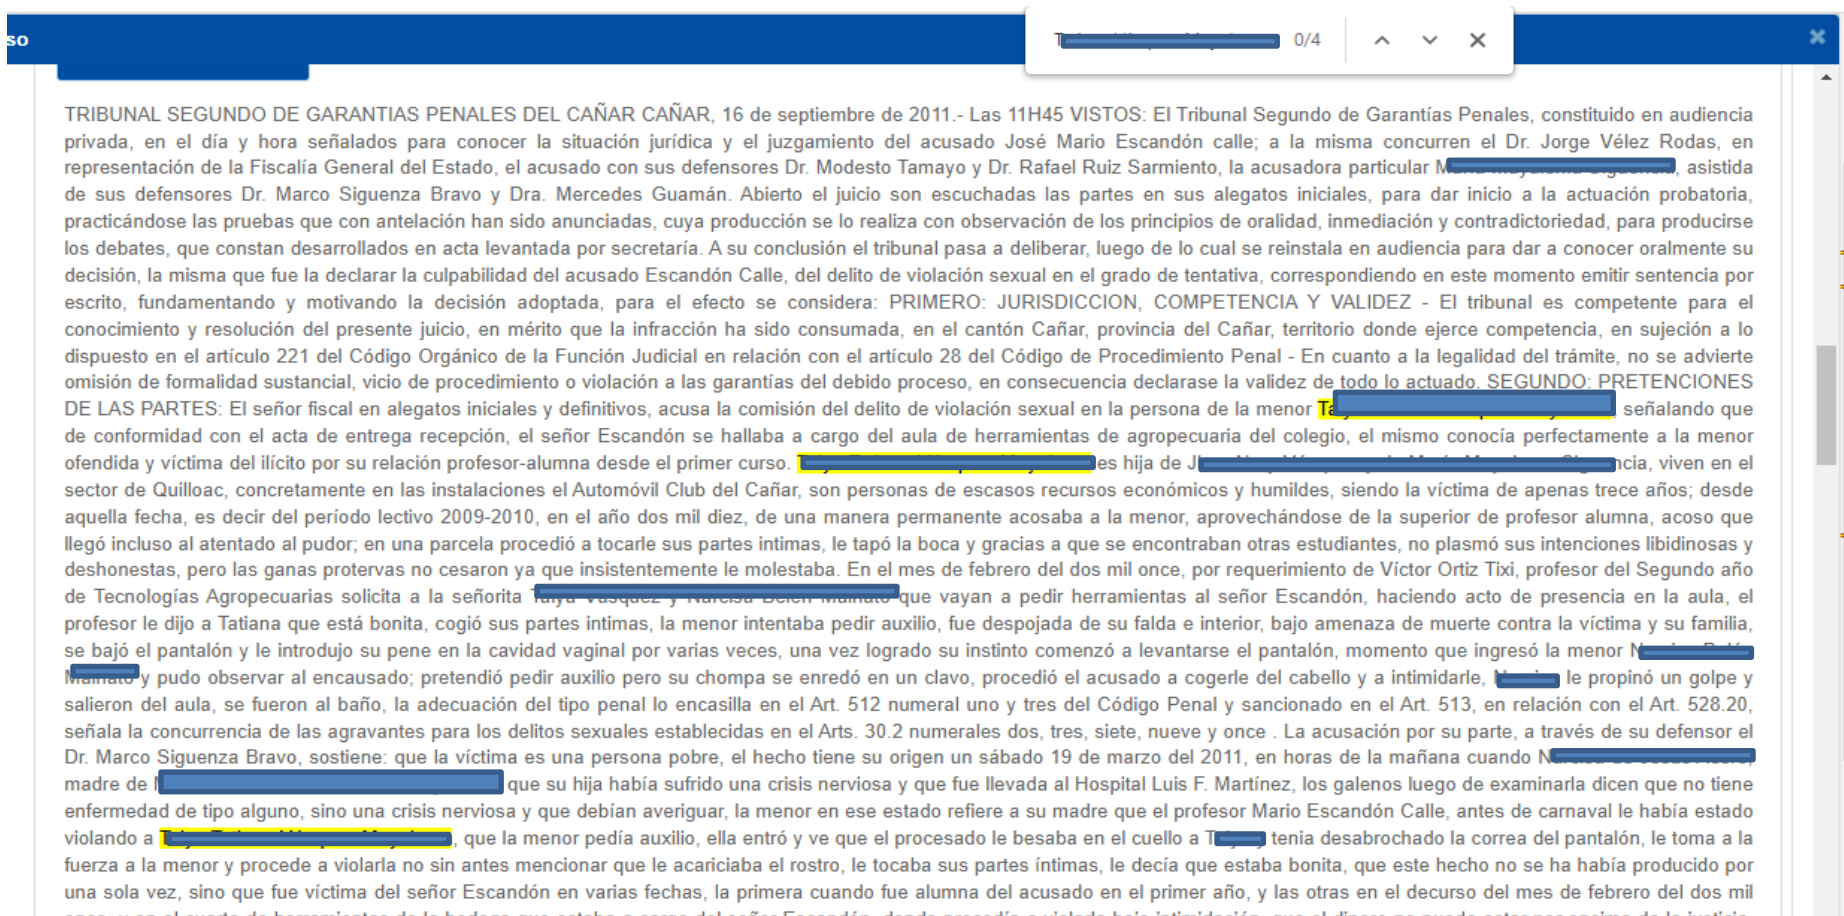 so
0/4
TRIBUNAL SEGUNDO DE GARANTIAS PENALES DEL CAÑAR CAÑAR, 16 de septiembre de 2011.- Las 11H45 VISTOS: El Tribunal Segundo de Garantías Penales, constituido en audiencia
privada, en el día y hora señalados para conocer la situación jurídica y el juzgamiento del acusado José Mario Escandón calle; a la misma concurren el Dr. Jorge Vélez Rodas, en
representación de la Fiscalía General del Estado, el acusado con sus defensores Dr. Modesto Tamayo y Dr. Rafael Ruiz Sarmiento, la acusadora particular , asistida
de sus defensores Dr. Marco Siguenza Bravo y Dra. Mercedes Guamán. Abierto el juicio son escuchadas las partes en sus alegatos iniciales, para dar inicio a la actuación probatoria,
practicándose las pruebas que con antelación han sido anunciadas, cuya producción se lo realiza con observación de los principios de oralidad, inmediación y contradictoriedad, para producirse
los debates, que constan desarrollados en acta levantada por secretaría. A su conclusión el tribunal pasa a deliberar, luego de lo cual se reinstala en audiencia para dar a conocer oralmente su
decisión, la misma que fue la declarar la culpabilidad del acusado Escandón Calle, del delito de violación sexual en el grado de tentativa, correspondiendo en este momento emitir sentencia por
escrito, fundamentando y motivando la decisión adoptada, para el efecto se considera: PRIMERO: JURISDICCION, COMPETENCIA Y VALIDEZ - El tribunal es competente para el
conocimiento y resolución del presente juicio, en mérito que la infracción ha sido consumada, en el cantón Cañar, provincia del Cañar, territorio donde ejerce competencia, en sujeción a lo
dispuesto en el artículo 221 del Código Orgánico de la Función Judicial en relación con el artículo 28 del Código de Procedimiento Penal - En cuanto a la legalidad del trámite, no se advierte
omisión de formalidad sustancial, vicio de procedimiento o violación a las garantías del debido proceso, en consecuencia declarase la validez de todo lo actuado. SEGUNDO: PRETENCIONES
DE LAS PARTES: El señor fiscal en alegatos iniciales y definitivos, acusa la comisión del delito de violación sexual en la persona de la menor señalando que
de conformidad con el acta de entrega recepción, el señor Escandón se hallaba a cargo del aula de herramientas de agropecuaria del colegio, el mismo conocía perfectamente a la menor
ofendida y víctima del ilícito por su relación profesor-alumna desde el primer curso. es hija de , viven en el
sector de Quilloac, concretamente en las instalaciones el Automóvil Club del Cañar, son personas de escasos recursos económicos y humildes, siendo la víctima de apenas trece años; desde
aquella fecha, es decir del período lectivo 2009-2010, en el año dos mil diez, de una manera permanente acosaba a la menor, aprovechándose de la superior de profesor alumna, acoso que
llegó incluso al atentado al pudor; en una parcela procedió a tocarle sus partes intimas, le tapó la boca y gracias a que se encontraban otras estudiantes, no plasmó sus intenciones libidinosas y
deshonestas, pero las ganas protervas no cesaron ya que insistentemente le molestaba. En el mes de febrero del dos mil once, por requerimiento de Víctor Ortiz Tixi, profesor del Segundo año
de Tecnologías Agropecuarias solicita a la señorita que vayan a pedir herramientas al señor Escandón, haciendo acto de presencia en la aula, el
profesor le dijo a Tatiana que está bonita, cogió sus partes intimas, la menor intentaba pedir auxilio, fue despojada de su falda e interior, bajo amenaza de muerte contra la víctima y su familia,
se bajó el pantalón y le introdujo su pene en la cavidad vaginal por varias veces, una vez logrado su instinto comenzó a levantarse el pantalón, momento que ingresó la menor
y pudo observar al encausado; pretendió pedir auxilio pero su chompa se enredó en un clavo, procedió el acusado a cogerle del cabello y a intimidarle, le propinó un golpe y
salieron del aula, se fueron al baño, la adecuación del tipo penal lo encasilla en el Art. 512 numeral uno y tres del Código Penal y sancionado en el Art. 513, en relación con el Art. 528.20,
señala la concurrencia de las agravantes para los delitos sexuales establecidas en el Arts. 30.2 numerales dos, tres, siete, nueve y once . La acusación por su parte, a través de su defensor el
Dr. Marco Siguenza Bravo, sostiene: que la víctima es una persona pobre, el hecho tiene su origen un sábado 19 de marzo del 2011, en horas de la mañana cuando
madre de que su hija había sufrido una crisis nerviosa y que fue llevada al Hospital Luis F. Martínez, los galenos luego de examinarla dicen que no tiene
enfermedad de tipo alguno, sino una crisis nerviosa y que debían averiguar, la menor en ese estado refiere a su madre que el profesor Mario Escandón Calle, antes de carnaval le había estado
violando a , que la menor pedía auxilio, ella entró y ve que el procesado le besaba en el cuello a tenia desabrochado la correa del pantalón, le toma a la
fuerza a la menor y procede a violarla no sin antes mencionar que le acariciaba el rostro, le tocaba sus partes íntimas, le decía que estaba bonita, que este hecho no se ha había producido por
una sola vez, sino que fue víctima del señor Escandón en varias fechas, la primera cuando fue alumna del acusado en el primer año, y las otras en el decurso del mes de febrero del dos mil